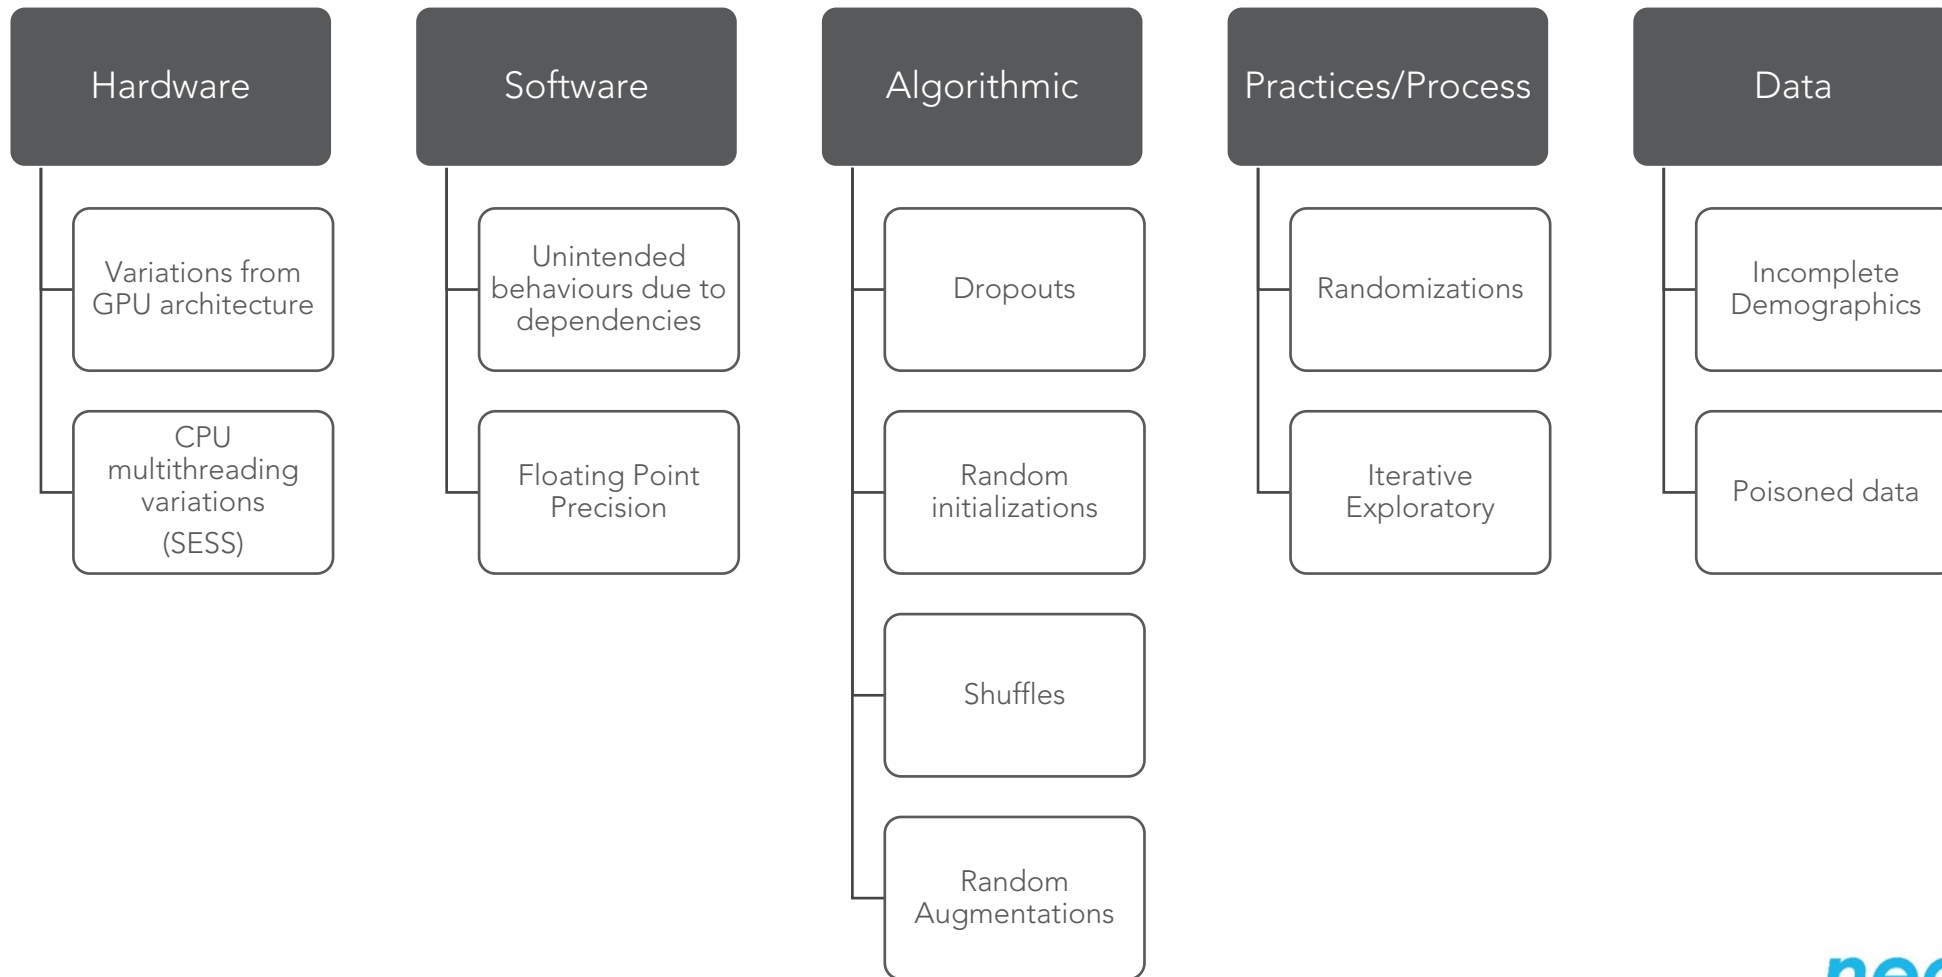 Hardware
Variations from
GPU architecture
CPU
multithreading
variations
(SESS)
Software
Unintended
behaviours due to
dependencies
Floating Point
Precision
Algorithmic
Dropouts
Random
initializations
Shuffles
Random
Augmentations
Practices/Process
Randomizations
Iterative
Exploratory
Data
Incomplete
Demographics
Poisoned data